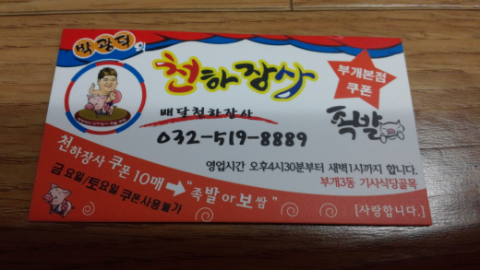 박광덕의
천하장사
부개본점
쿠폰
배달천하장사
족발
032-519-8889
영업시간 오후4시30분부터 새벽1시까지 합니다.
부개3동 기사식당골목
천하장사 쿠폰 10매 → "족발 or 보쌈"
금요일/토요일 쿠폰사용불가
[사랑합니다.]